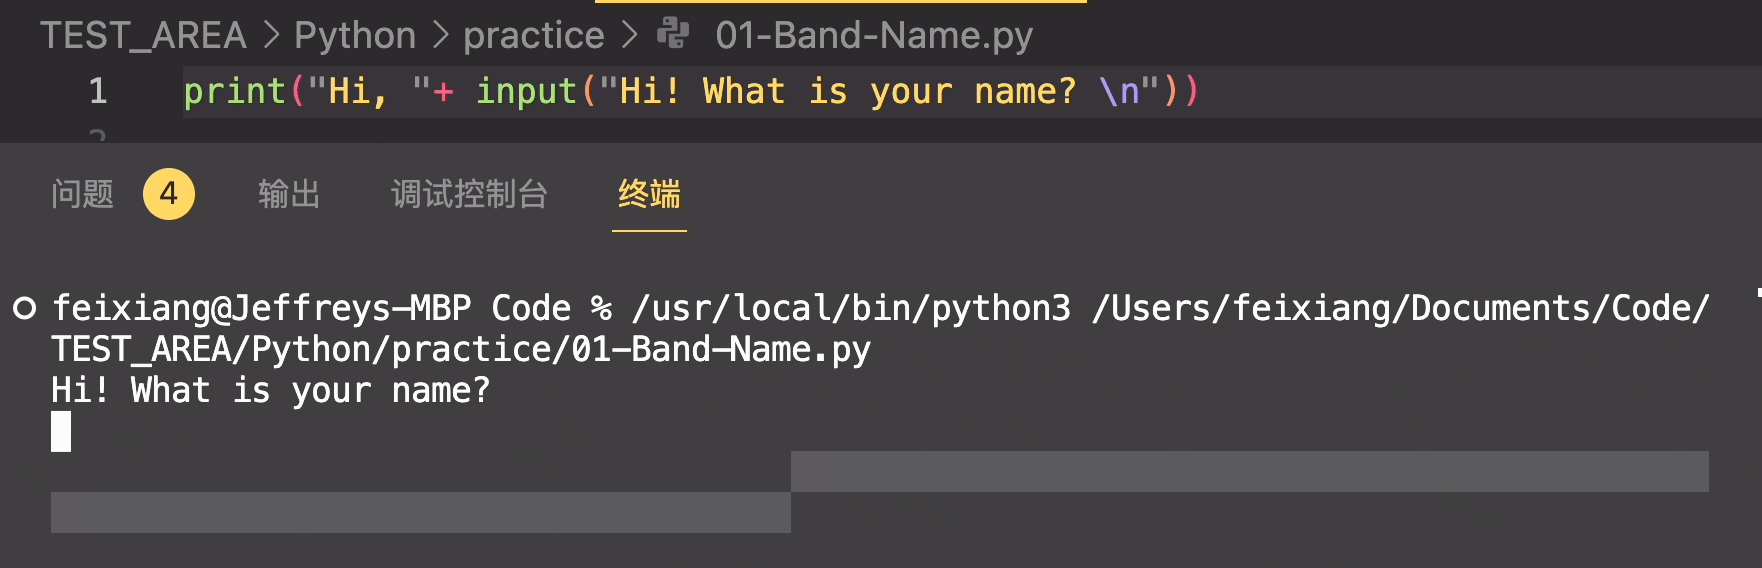 TEST_AREA > Python > practice > 01-Band-Name.py
1 print("Hi, "+ input("Hi! What is your name? \n"))
2
问题 4 输出 调试控制台 终端
feixiang@Jeffreys-MBP Code % /usr/local/bin/python3 /Users/feixiang/Documents/Code/
TEST_AREA/Python/practice/01-Band-Name.py
Hi! What is your name?